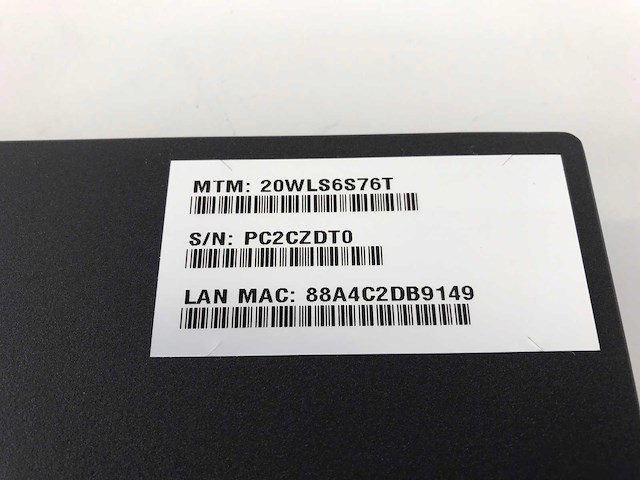 MTM: 20WLS6S76T
S/N: PC2CZDT0
LAN MAC: 88A4C2DB9149